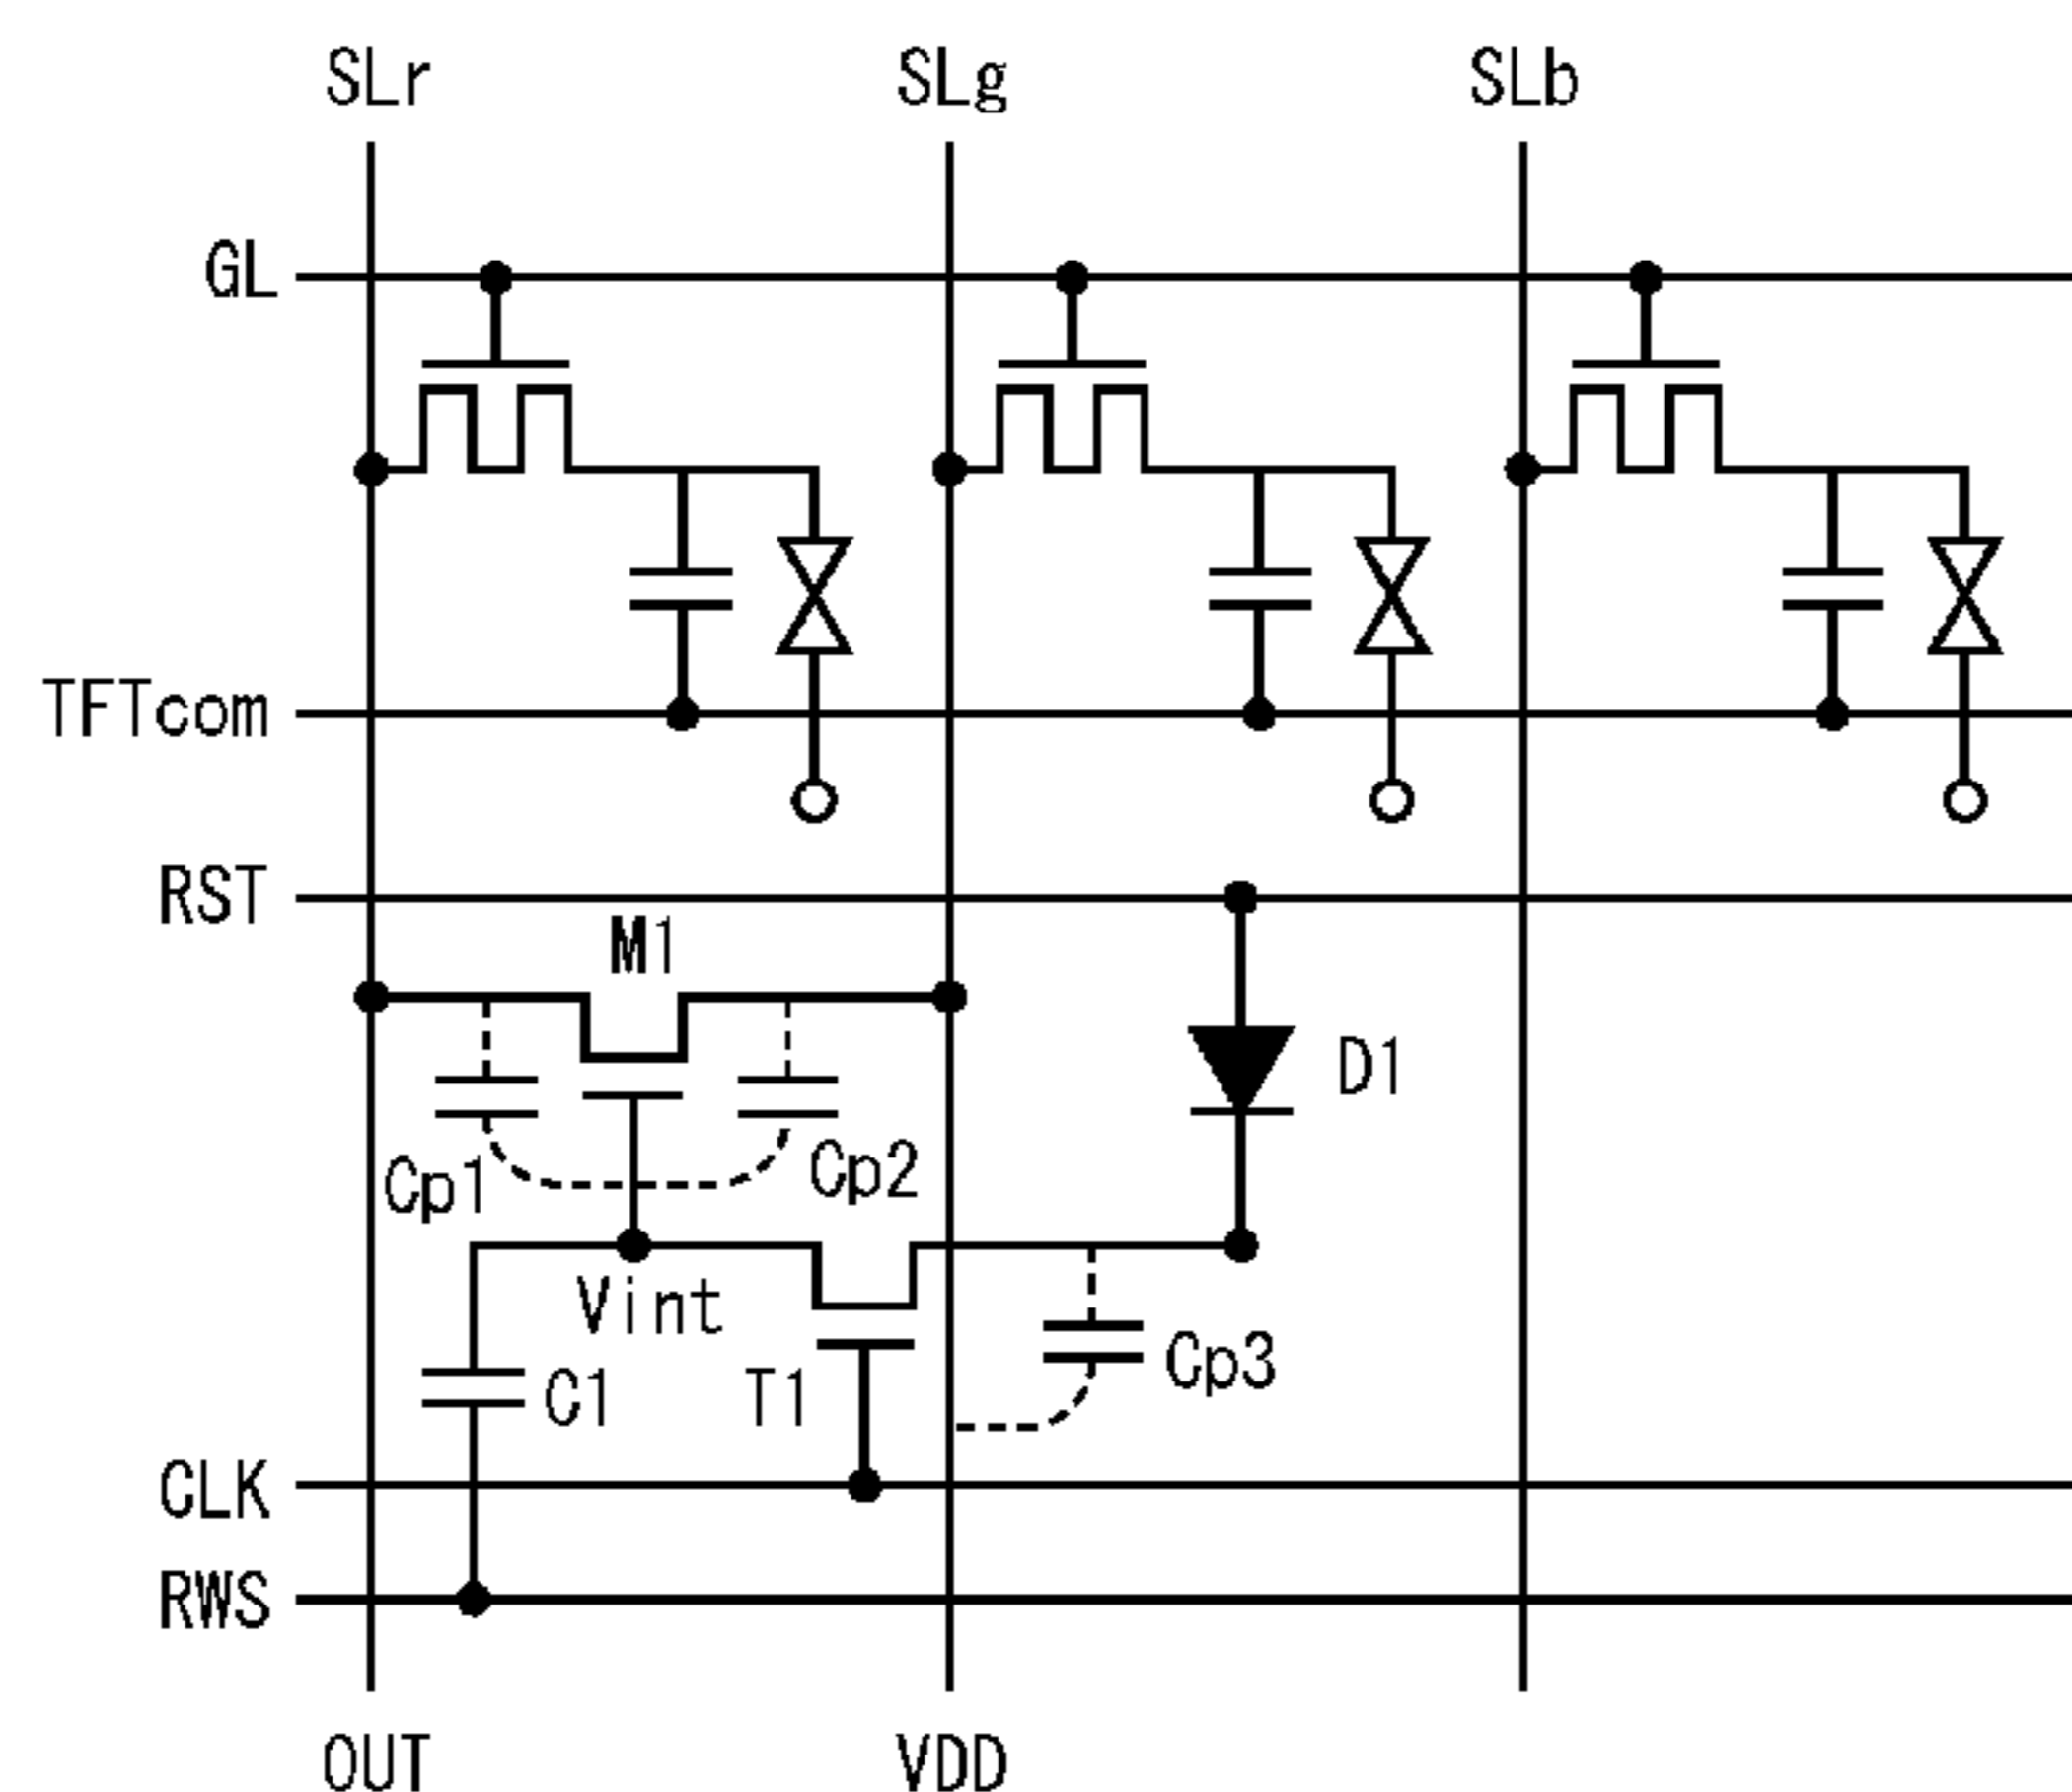 SLr
SLg
SLb
GL
TFTcom
RST
M1
D1
Cp1
Cp2
Vint
C1
T1
Cp3
CLK
RWS
OUT
VDD